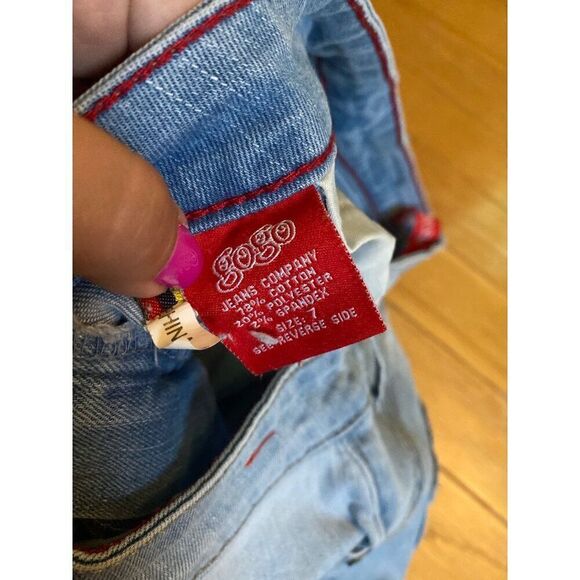 gogo
JEANS COMPANY
78% COTTON
20% POLYESTER
2% SPANDEX
SIZE: 7
SEE REVERSE SIDE